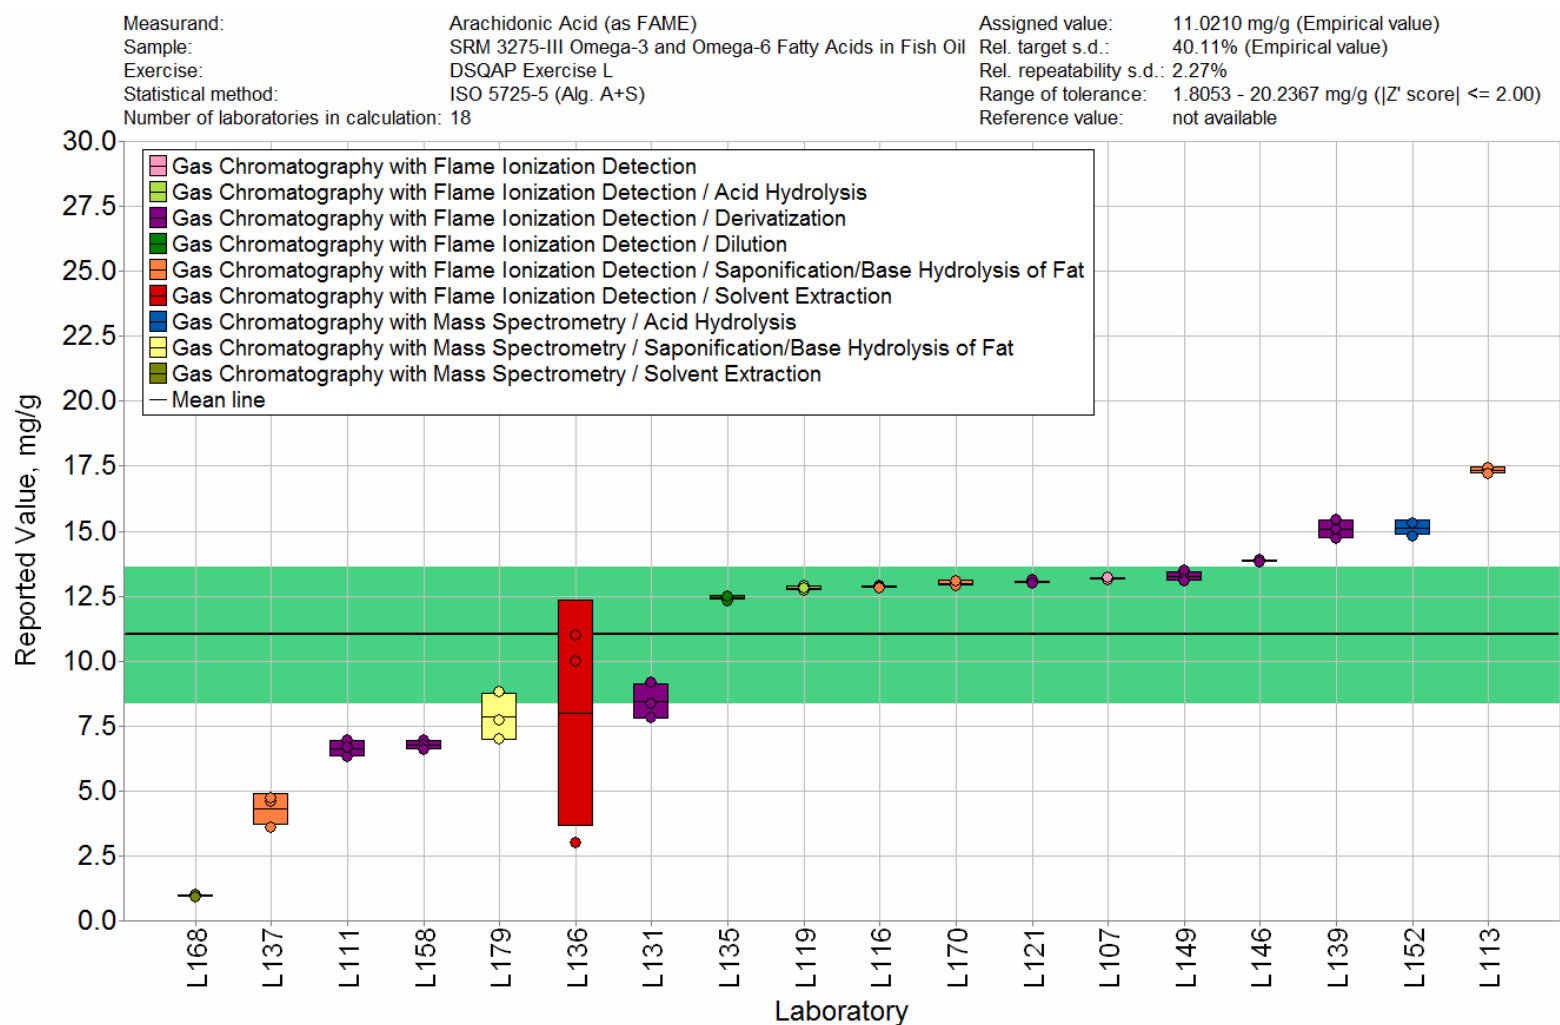 Measurand: Arachidonic Acid (as FAME) Assigned value: 11.0210 mg/g (Empirical value)
Sample: SRM 3275-III Omega-3 and Omega-6 Fatty Acids in Fish Oil Rel. target s.d.: 40.11% (Empirical value)
Exercise: DSQAP Exercise L Rel. repeatability s.d.: 2.27%
Statistical method: ISO 5725-5 (Alg. A+S) Range of tolerance: 1.8053 - 20.2367 mg/g (|Z' score| <= 2.00)
Number of laboratories in calculation: 18 Reference value: not available
Gas Chromatography with Flame Ionization Detection
Gas Chromatography with Flame Ionization Detection / Acid Hydrolysis
Gas Chromatography with Flame Ionization Detection / Derivatization
Gas Chromatography with Flame Ionization Detection / Dilution
Gas Chromatography with Flame Ionization Detection / Saponification/Base Hydrolysis of Fat
Gas Chromatography with Flame Ionization Detection / Solvent Extraction
Gas Chromatography with Mass Spectrometry / Acid Hydrolysis
Gas Chromatography with Mass Spectrometry / Saponification/Base Hydrolysis of Fat
Gas Chromatography with Mass Spectrometry / Solvent Extraction
Mean line
Reported Value, mg/g
30.0
27.5
25.0
22.5
20.0
17.5
15.0
12.5
10.0
7.5
5.0
2.5
0.0
L168 L137 L111 L158 L179 L136 L131 L135 L119 L116 L170 L121 L107 L149 L146 L139 L152 L113
Laboratory